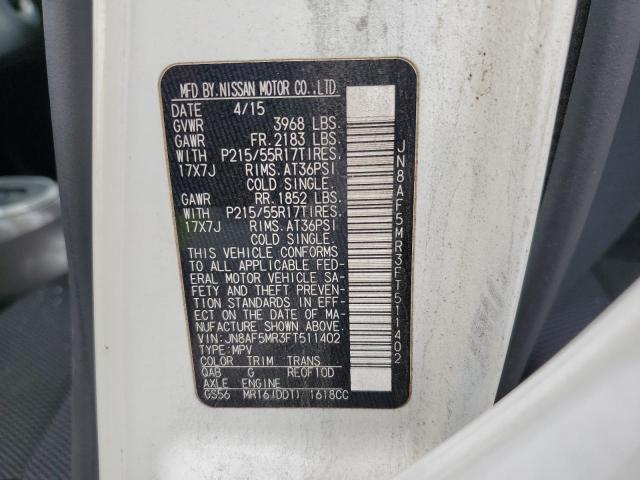 MFD BY.NISSAN MOTOR CO.,LTD.
DATE 4/15
GVWR 3968 LBS.
GAWR FR.2183 LBS.
WITH P215/55R17TIRES.
17X7J RIMS.AT36PSI
COLD SINGLE.
GAWR RR.1852 LBS.
WITH P215/55R17TIRES.
17X7J RIMS.AT36PSI
COLD SINGLE.
THIS VEHICLE CONFORMS
TO ALL APPLICABLE FED-
ERAL MOTOR VEHICLE SA-
FETY AND THEFT PREVENTION
STANDARDS IN EFF-
ECT ON THE DATE OF MA-
NUFACTURE SHOWN ABOVE.
VIN:JN8AF5MR3FT511402
TYPE:MPV
COLOR TRIM TRANS
QAB G RE0F10D
AXLE ENGINE
GS56 MR16(DDT) 1618CC
JN8AF5MR3FT511402